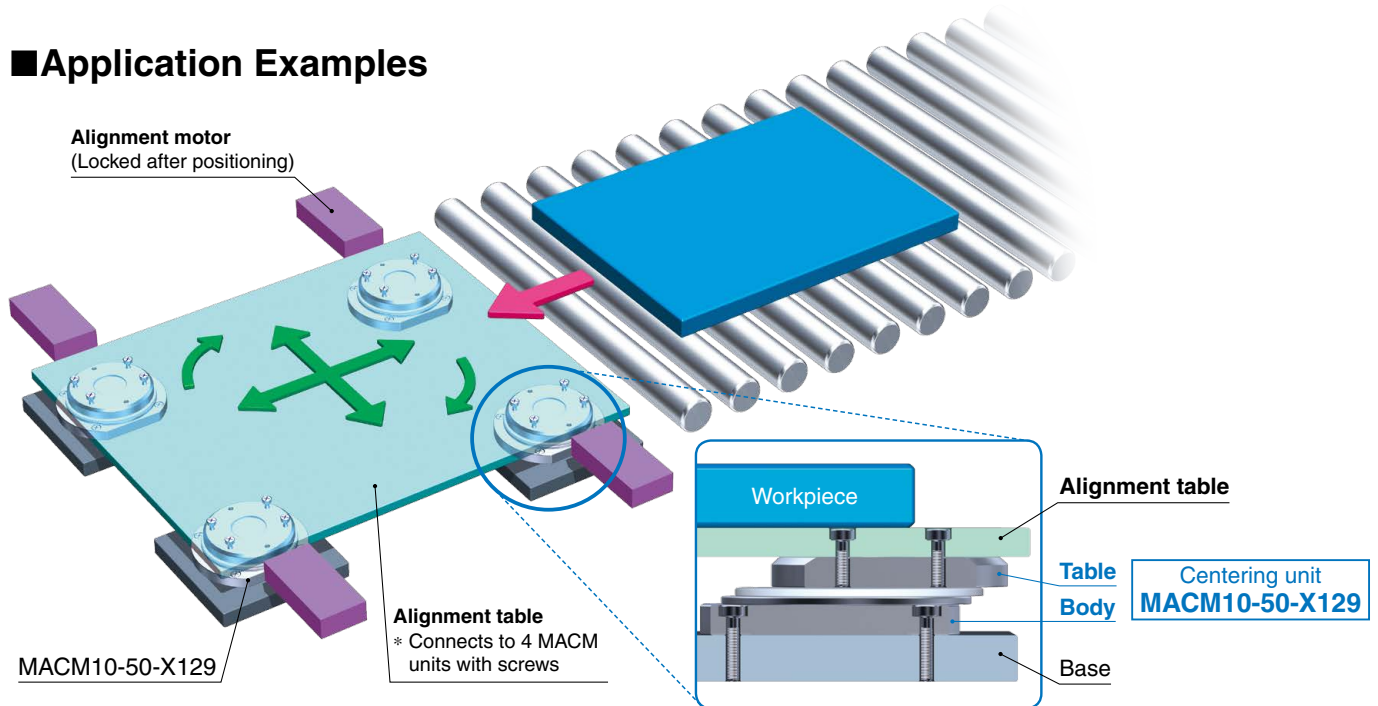 ■Application Examples
Alignment motor
(Locked after positioning)
Workpiece
Alignment table
Table
Body
Centering unit
MACM10-50-X129
Base
Alignment table
* Connects to 4 MACM
units with screws
MACM10-50-X129